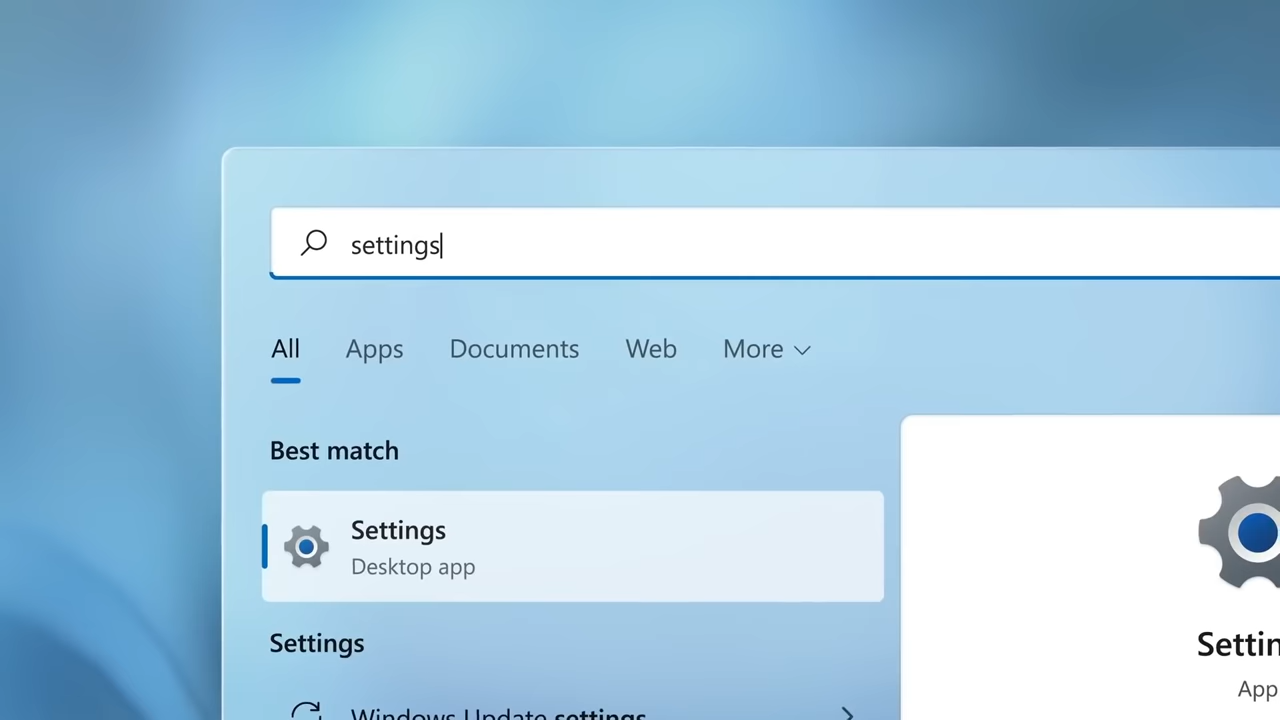 settings
All Apps Documents Web More
Best match
Settings
Desktop app
Settings
Windows Update settings
Settin
App